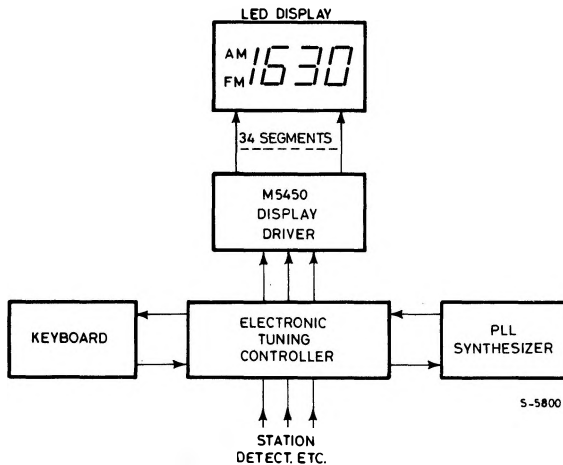 LED DISPLAY
AM
FM
1630
34 SEGMENTS
M5450
DISPLAY
DRIVER
KEYBOARD
ELECTRONIC
TUNING
CONTROLLER
PLL
SYNTHESIZER
S-5800
STATION
DETECT. ETC.